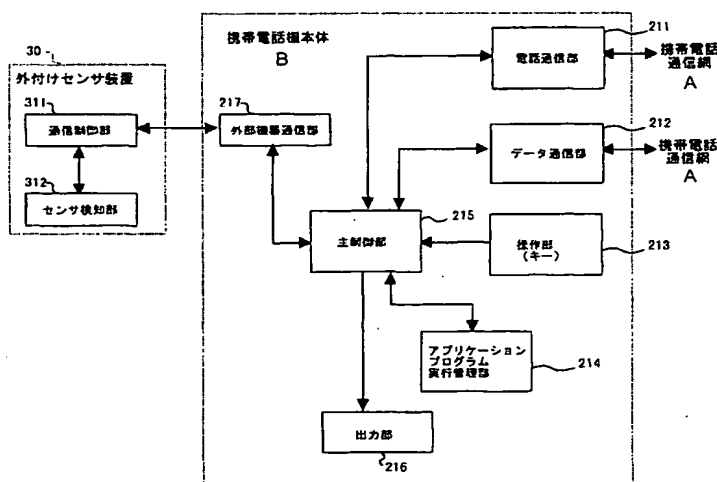 30
外付けセンサ装置
311
通信制御部
312
センサ検知部
携帯電話機本体
B
217
外部機器通信部
211
電話通信部
携帯電話
通信網
A
212
データ通信部
携帯電話
通信網
A
215
主制御部
操作部
(キー)
213
アプリケーション
プログラム
実行管理部
214
出力部
216